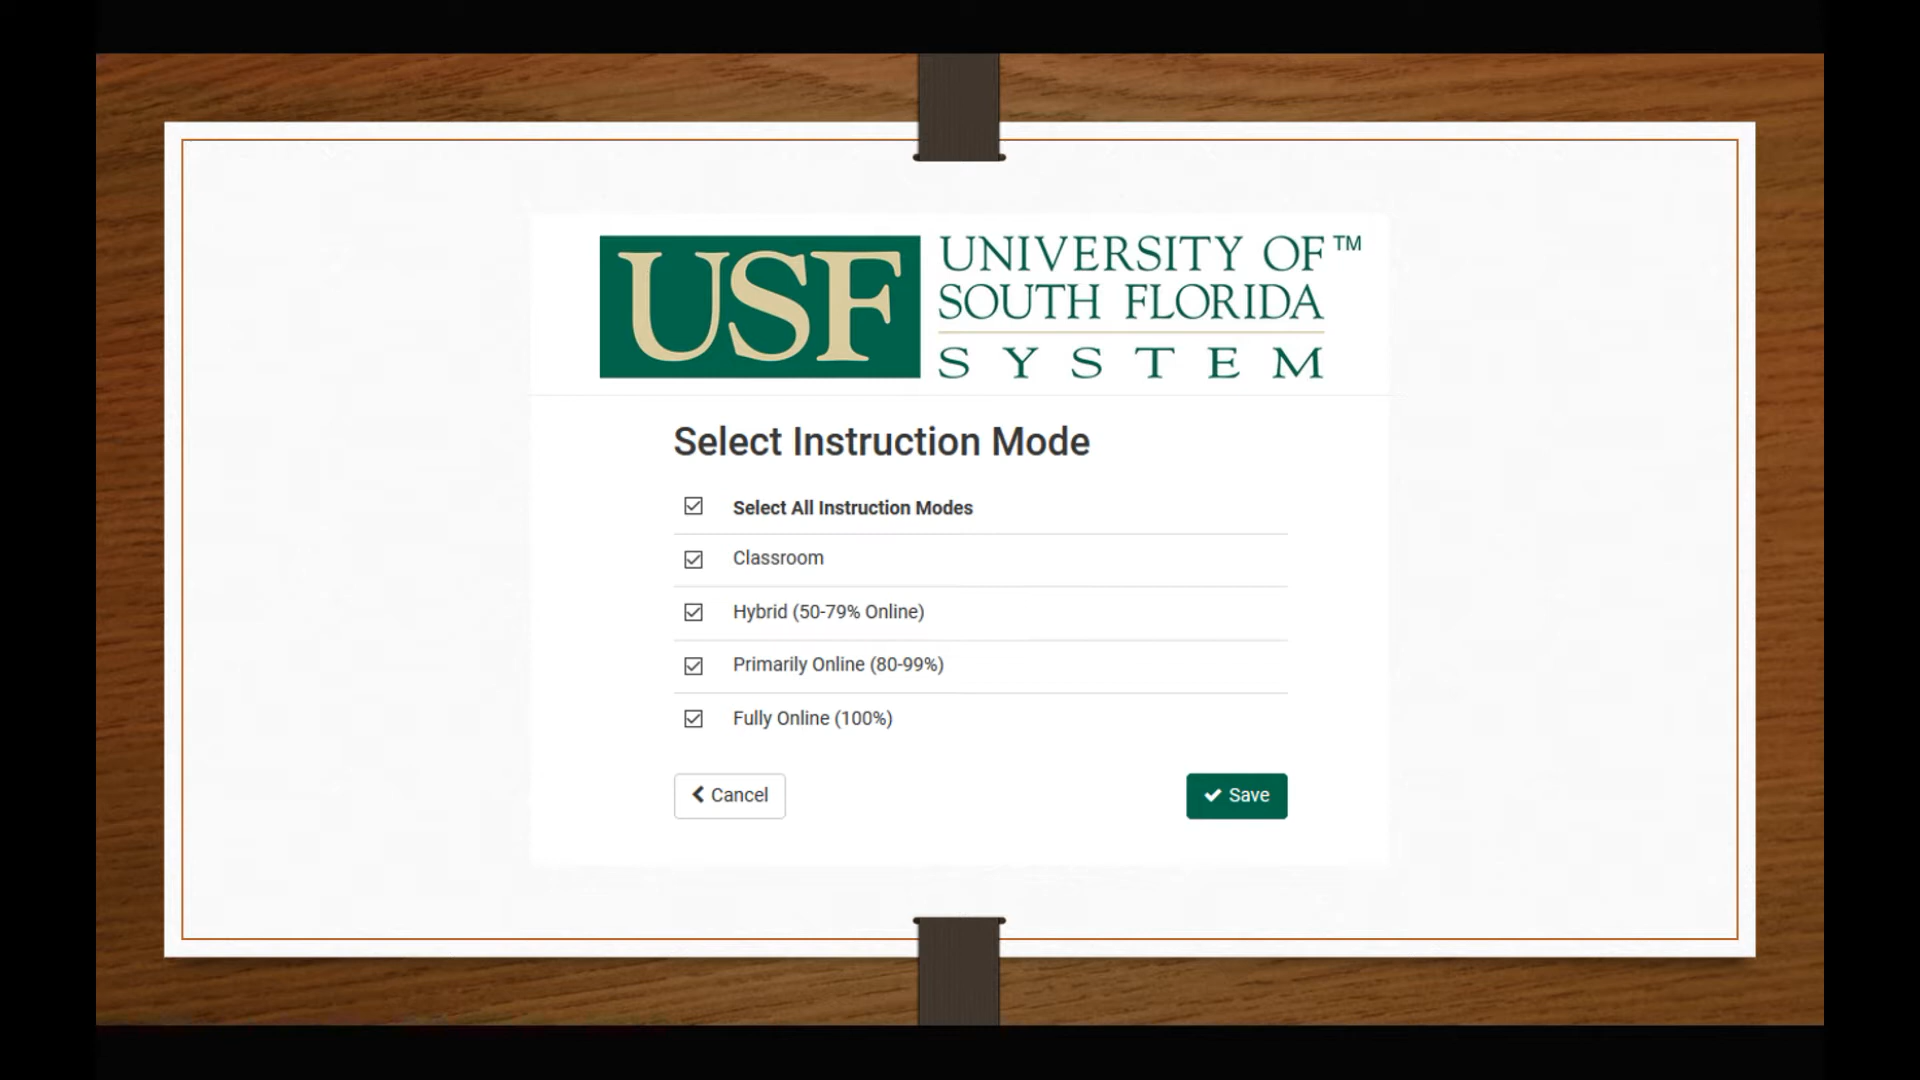 USF
UNIVERSITY OF™
SOUTH FLORIDA
SYSTEM
Select Instruction Mode
Select All Instruction Modes
Classroom
Hybrid (50-79% Online)
Primarily Online (80-99%)
Fully Online (100%)
Cancel
Save